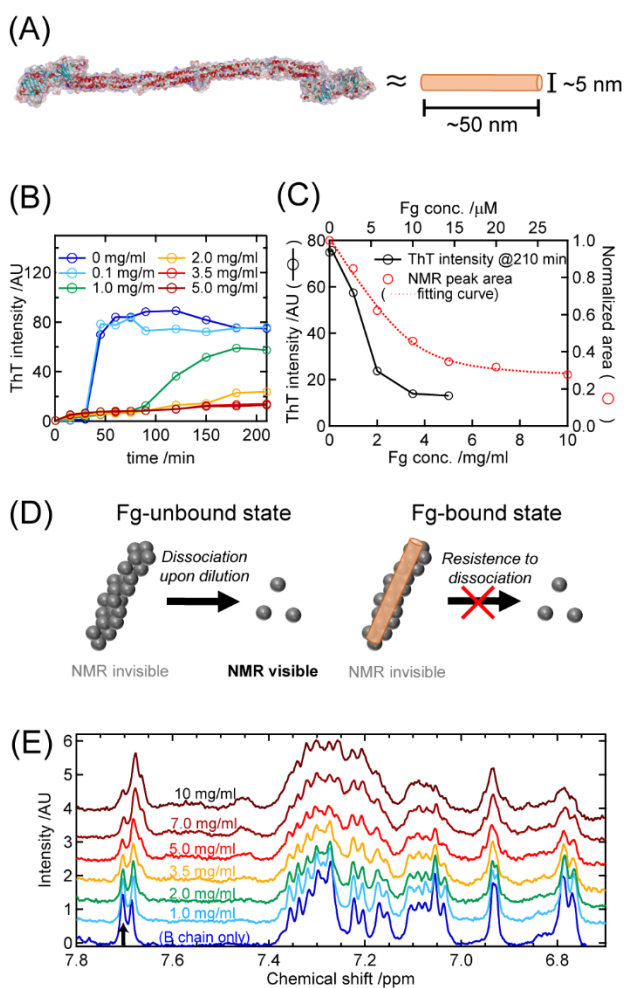 (A)
≈
~5 nm
~50 nm
(B)
ThT intensity /AU
120
80
40
0
0 mg/ml
0.1 mg/m
1.0 mg/ml
2.0 mg/ml
3.5 mg/ml
5.0 mg/ml
0 50 100 150 200
time /min
(C)
Fg conc. /μM
0 5 10 15 20 25
ThT intensity /AU ( )
80
60
40
20
0
ThT intensity @210 min
NMR peak area
( fitting curve)
1.0
0.8
0.6
0.4
0.2
0
Normalized area ( )
0 2 4 6 8 10
Fg conc. /mg/ml
(D)
Fg-unbound state
Fg-bound state
Dissociation
upon dilution
Resistence to
dissociation
NMR invisible
NMR visible
NMR invisible
(E)
Intensity /AU
6
5
4
3
2
1
0
10 mg/ml
7.0 mg/ml
5.0 mg/ml
3.5 mg/ml
2.0 mg/ml
1.0 mg/ml
(B chain only)
7.8 7.6 7.4 7.2 7.0 6.8
Chemical shift /ppm